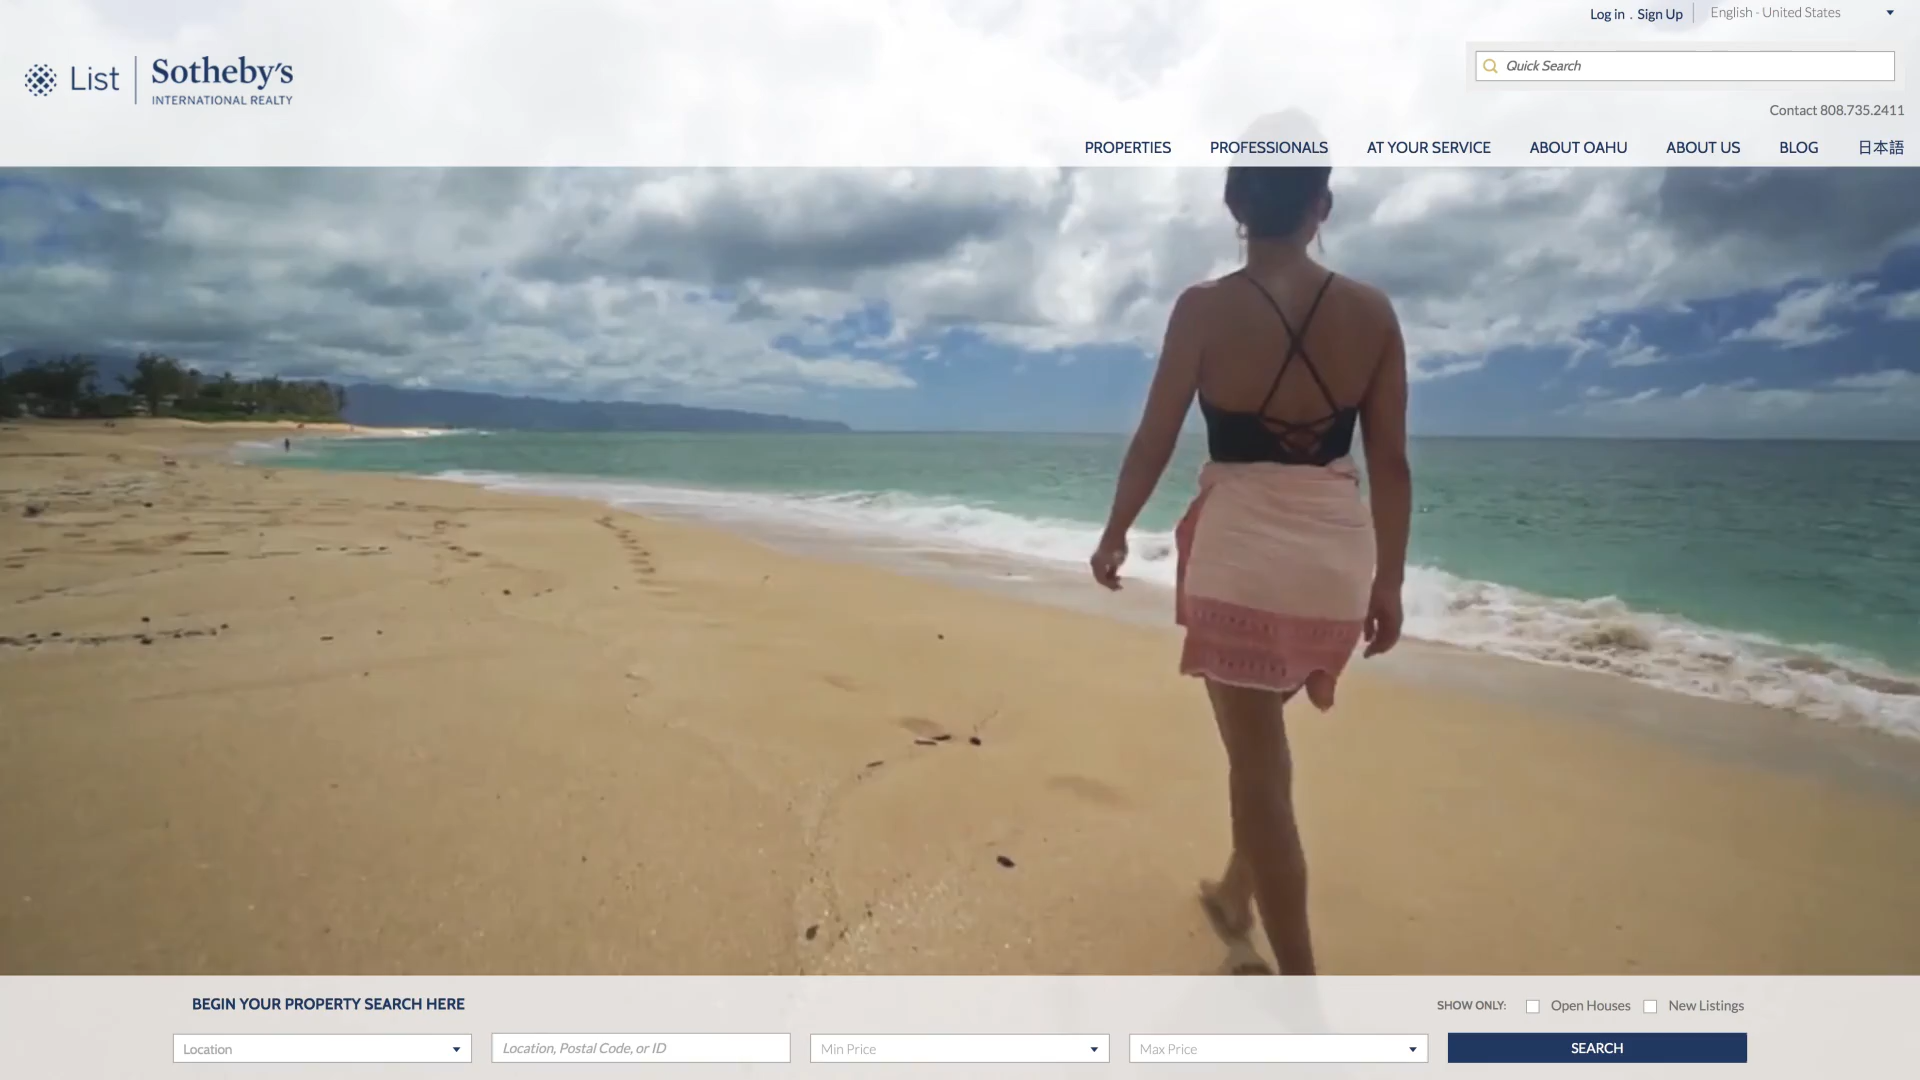 Log in . Sign Up
English - United States
List
Sotheby's
INTERNATIONAL REALTY
Quick Search
Contact 808.735.2411
PROPERTIES
PROFESSIONALS
AT YOUR SERVICE
ABOUT OAHU
ABOUT US
BLOG
日本語
BEGIN YOUR PROPERTY SEARCH HERE
SHOW ONLY:
Open Houses
New Listings
Location
Location, Postal Code, or ID
Min Price
Max Price
SEARCH